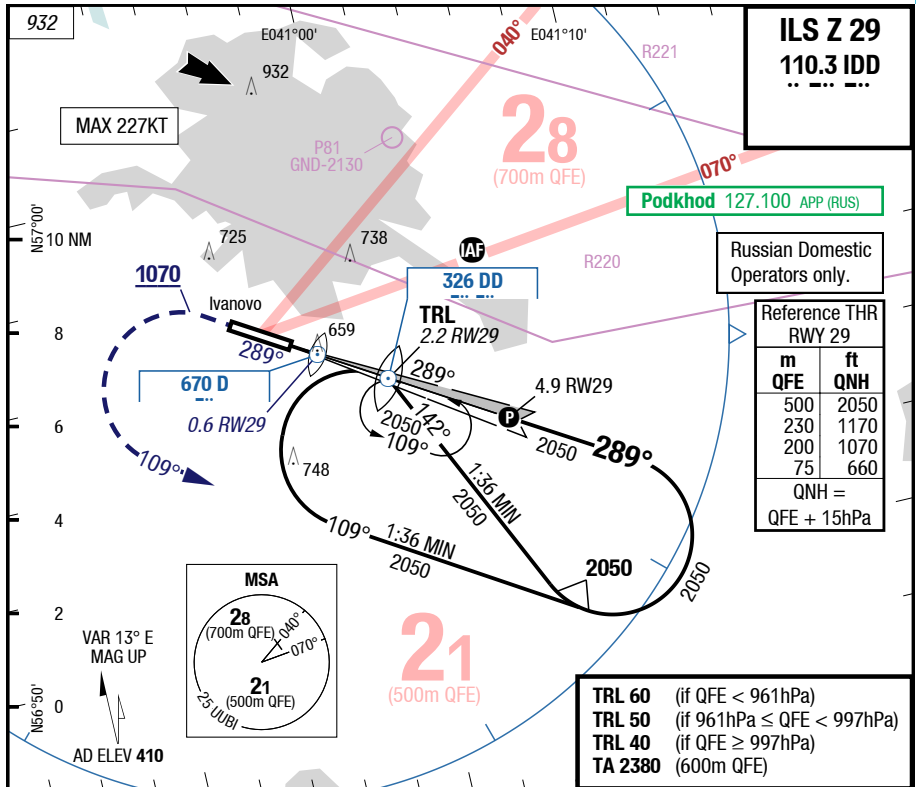 932
E041°00'
E041°10'
ILS Z 29
110.3 IDD
040°
R221
932
MAX 227KT
P81
GND-2130
28
(700m QFE)
070°
Podkhod 127.100 APP (RUS)
N57°00'
10 NM
725
738
IAF
R220
Russian Domestic
Operators only.
1070
Ivanovo
326 DD
TRL
2.2 RW29
Reference THR
RWY 29
m ft
QFE QNH
500 2050
230 1170
200 1070
75 660
QNH =
QFE + 15hPa
8
659
289°
289°
670 D
0.6 RW29
4.9 RW29
P
2050
142°
109°
2050
289°
6
109°
748
1:36 MIN
2050
4
109°
1:36 MIN
2050
2050
2050
MSA
28
(700m QFE)
040°
070°
21
(500m QFE)
25 UUBI
2
21
(500m QFE)
VAR 13° E
MAG UP
N56°50'
0
AD ELEV 410
TRL 60 (if QFE < 961hPa)
TRL 50 (if 961hPa ≤ QFE < 997hPa)
TRL 40 (if QFE ≥ 997hPa)
TA 2380 (600m QFE)